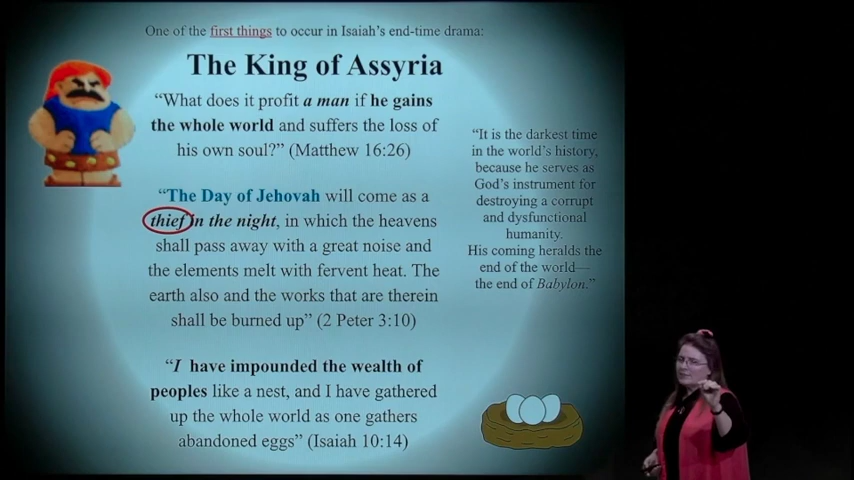 One of the first things to occur in Isaiah's end-time drama:
The King of Assyria
“What does it profit a man if he gains
the whole world and suffers the loss of
his own soul?” (Matthew 16:26)
“The Day of Jehovah will come as a
thief in the night, in which the heavens
shall pass away with a great noise and
the elements melt with fervent heat. The
earth also and the works that are therein
shall be burned up” (2 Peter 3:10)
“I have impounded the wealth of
peoples like a nest, and I have gathered
up the whole world as one gathers
abandoned eggs” (Isaiah 10:14)
“It is the darkest time
in the world's history,
because he serves as
God's instrument for
destroying a corrupt
and dysfunctional
humanity.
His coming heralds the
end of the world—
the end of Babylon.”